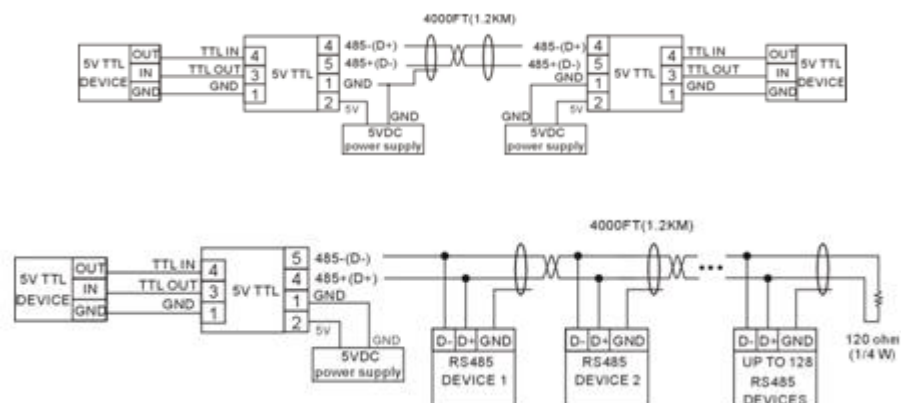 4000FT(1.2KM)
5V TTL DEVICE
OUT
IN
GND
TTL IN
TTL OUT
GND
4
3
1
5V TTL
4
5
1
2
485-(D+)
485+(D-)
GND
5V
GND
5VDC power supply
485-(D+)
485+(D-)
GND
GND
5V
5VDC power supply
4
5
1
2
5V TTL
4
3
1
TTL IN
TTL OUT
GND
OUT
IN
GND
5V TTL DEVICE
4000FT(1.2KM)
5V TTL DEVICE
OUT
IN
GND
TTL IN
TTL OUT
GND
4
3
1
5V TTL
5
4
1
2
485-(D-)
485+(D+)
GND
5V
GND
5VDC power supply
D- D+ GND
RS485
DEVICE 1
D- D+ GND
RS485
DEVICE 2
D- D+ GND
UP TO 128
RS485
DEVICES
120 ohm
(1/4 W)